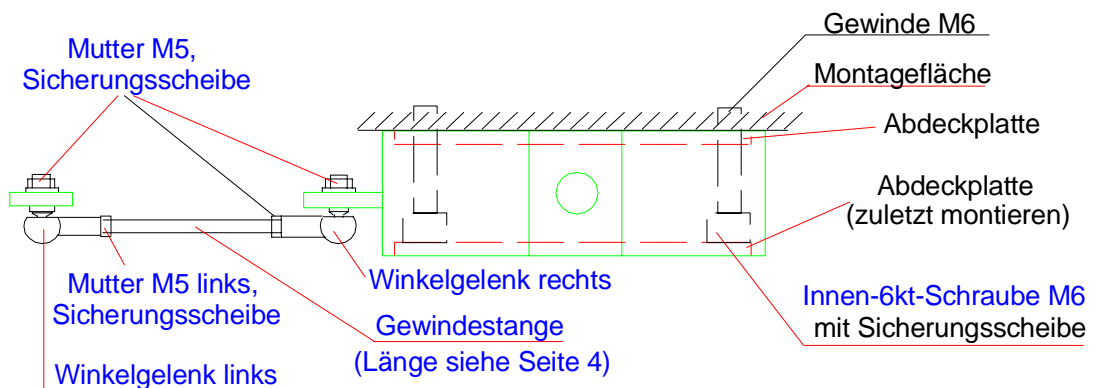 Gewinde M6
Mutter M5,
Sicherungsscheibe
Montagefläche
Abdeckplatte
Abdeckplatte
(zuletzt montieren)
Winkelgelenk rechts
Mutter M5 links,
Sicherungsscheibe
Innen-6kt-Schraube M6
mit Sicherungsscheibe
Gewindestange
(Länge siehe Seite 4)
Winkelgelenk links